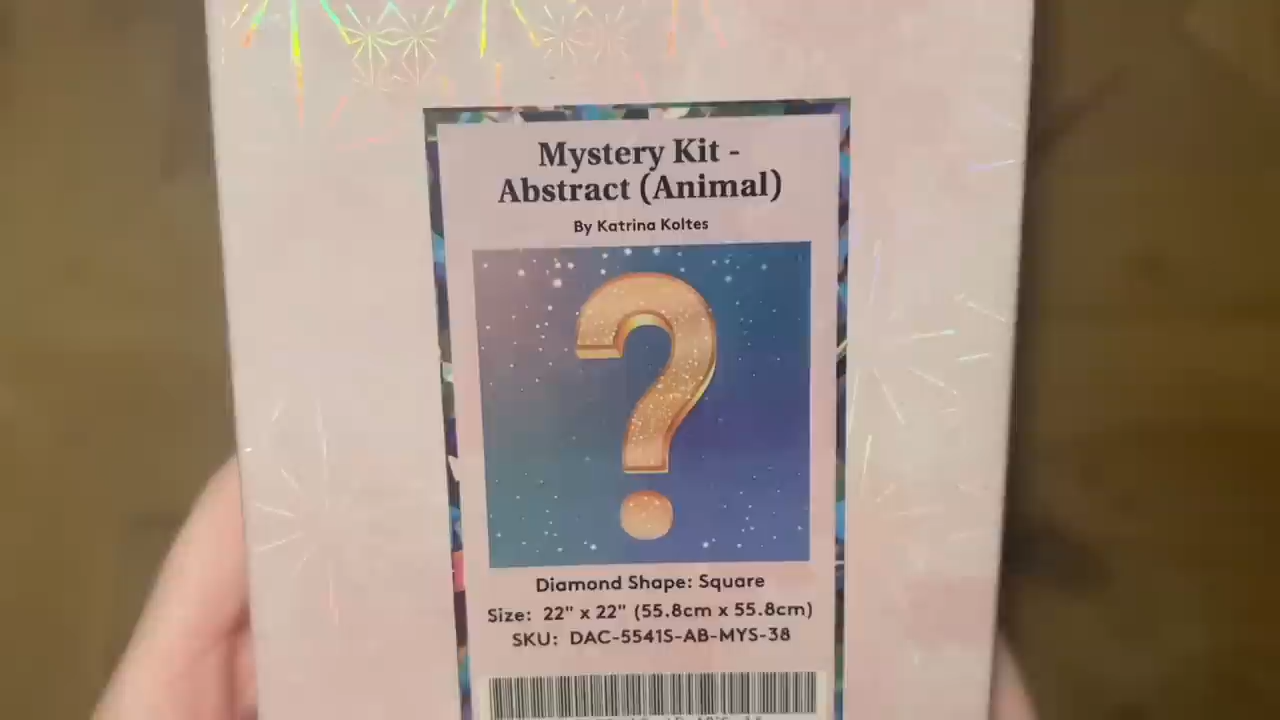 Mystery Kit -
Abstract (Animal)
By Katrina Koltes
Diamond Shape: Square
Size: 22" x 22" (55.8cm x 55.8cm)
SKU: DAC-5541S-AB-MYS-38